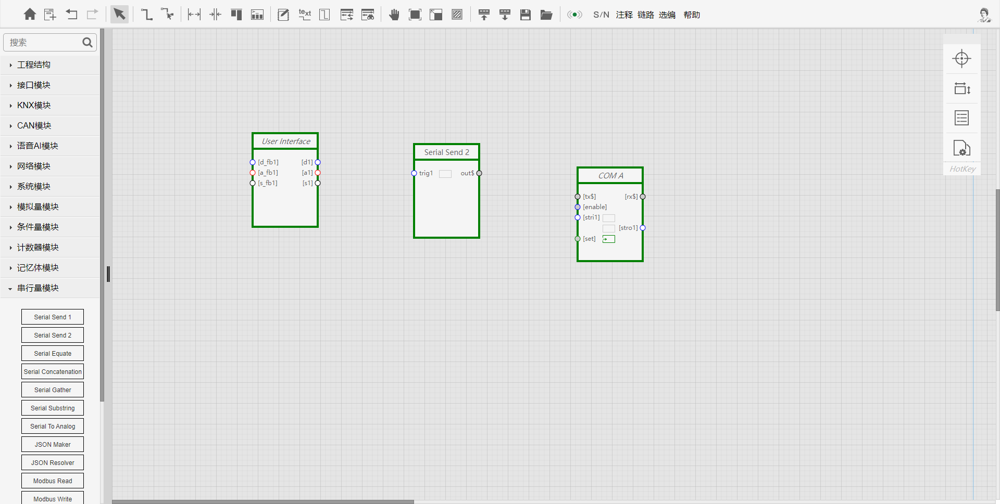 text
S/N 注释 链路 选编 帮助
搜索
工程结构
接口模块
KNX模块
CAN模块
语音AI模块
网络模块
系统模块
模拟量模块
条件量模块
计数器模块
记忆体模块
串行量模块
Serial Send 1
Serial Send 2
Serial Equate
Serial Concatenation
Serial Gather
Serial Substring
Serial To Analog
JSON Maker
JSON Resolver
Modbus Read
Modbus Write
User Interface
[d_fb1] [d1]
[a_fb1] [a1]
[s_fb1] [s1]
Serial Send 2
trig1 out$
COM A
[tx$] [rx$]
[enable]
[stri1]
[stro1]
[set]
HotKey